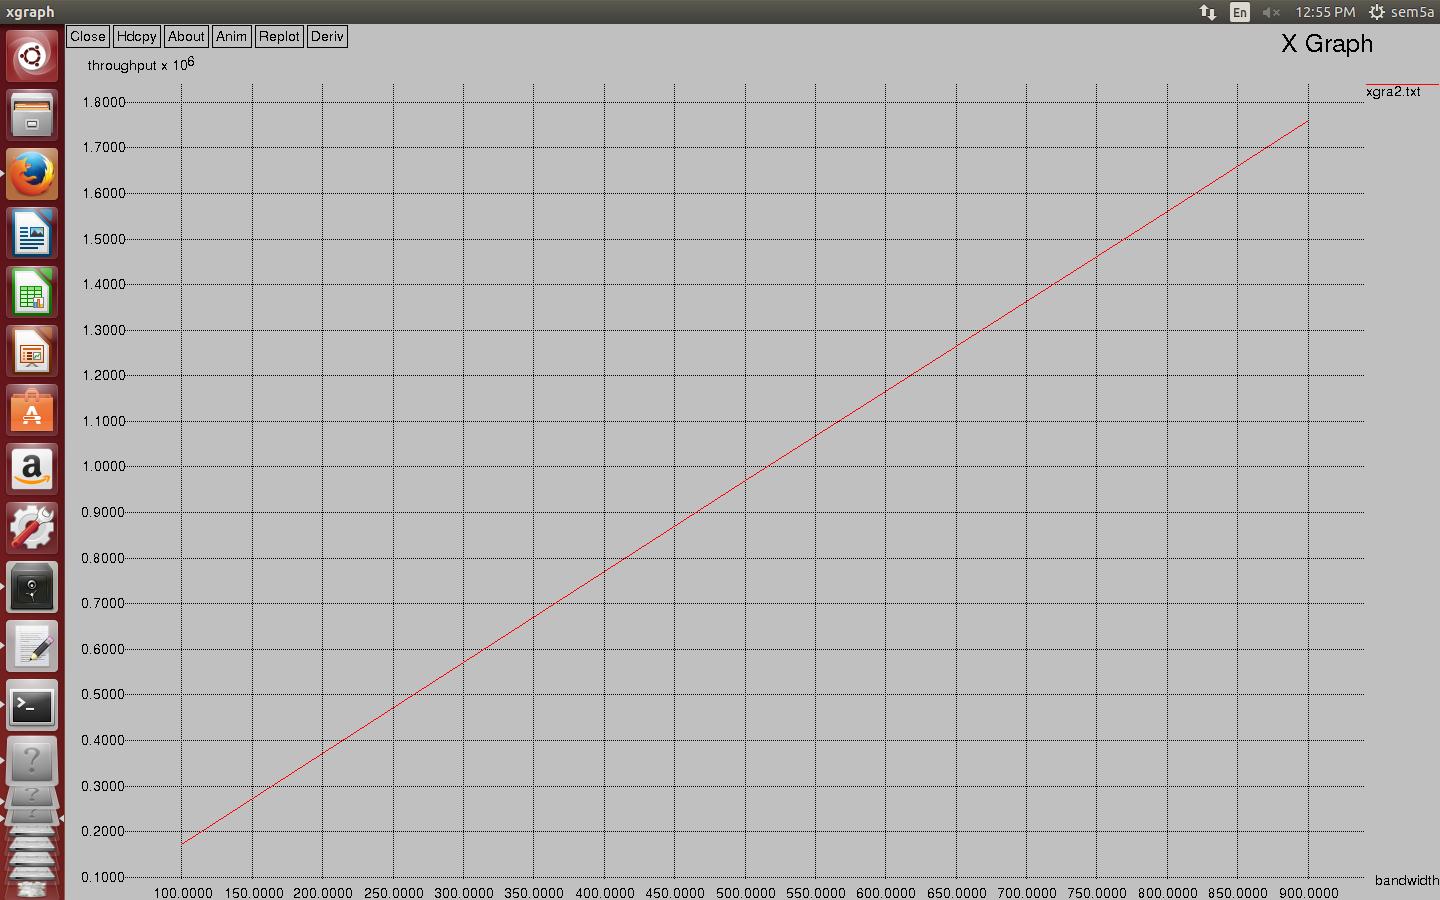 xgraph
En
12:55 PM
sem5a
Close Hdcpy About Anim Replot Deriv
X Graph
throughput x 10⁶
xgra2.txt
1.8000
1.7000
1.6000
1.5000
1.4000
1.3000
1.2000
1.1000
1.0000
0.9000
0.8000
0.7000
0.6000
0.5000
0.4000
0.3000
0.2000
0.1000
bandwidth
100.0000 150.0000 200.0000 250.0000 300.0000 350.0000 400.0000 450.0000 500.0000 550.0000 600.0000 650.0000 700.0000 750.0000 800.0000 850.0000 900.0000